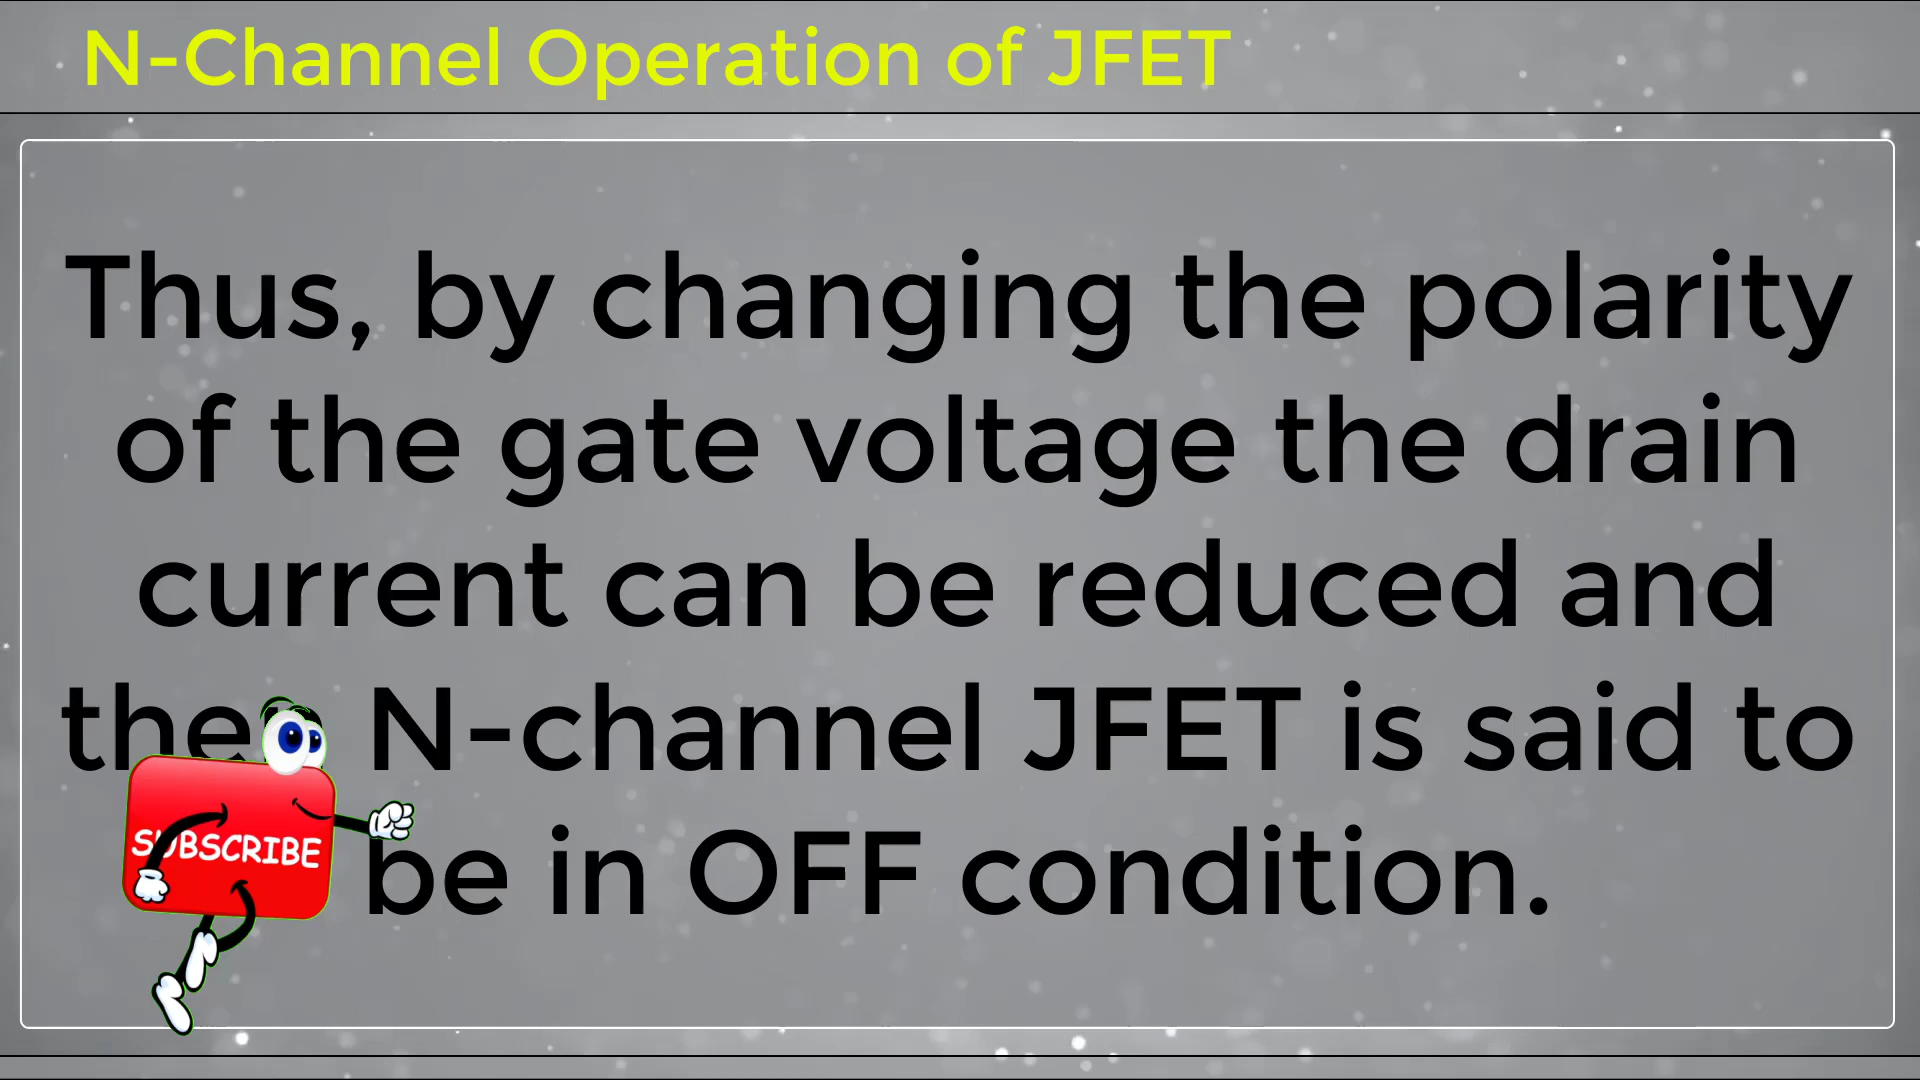 N-Channel Operation of JFET
Thus, by changing the polarity
of the gate voltage the drain
current can be reduced and
then N-channel JFET is said to
be in OFF condition.
SUBSCRIBE